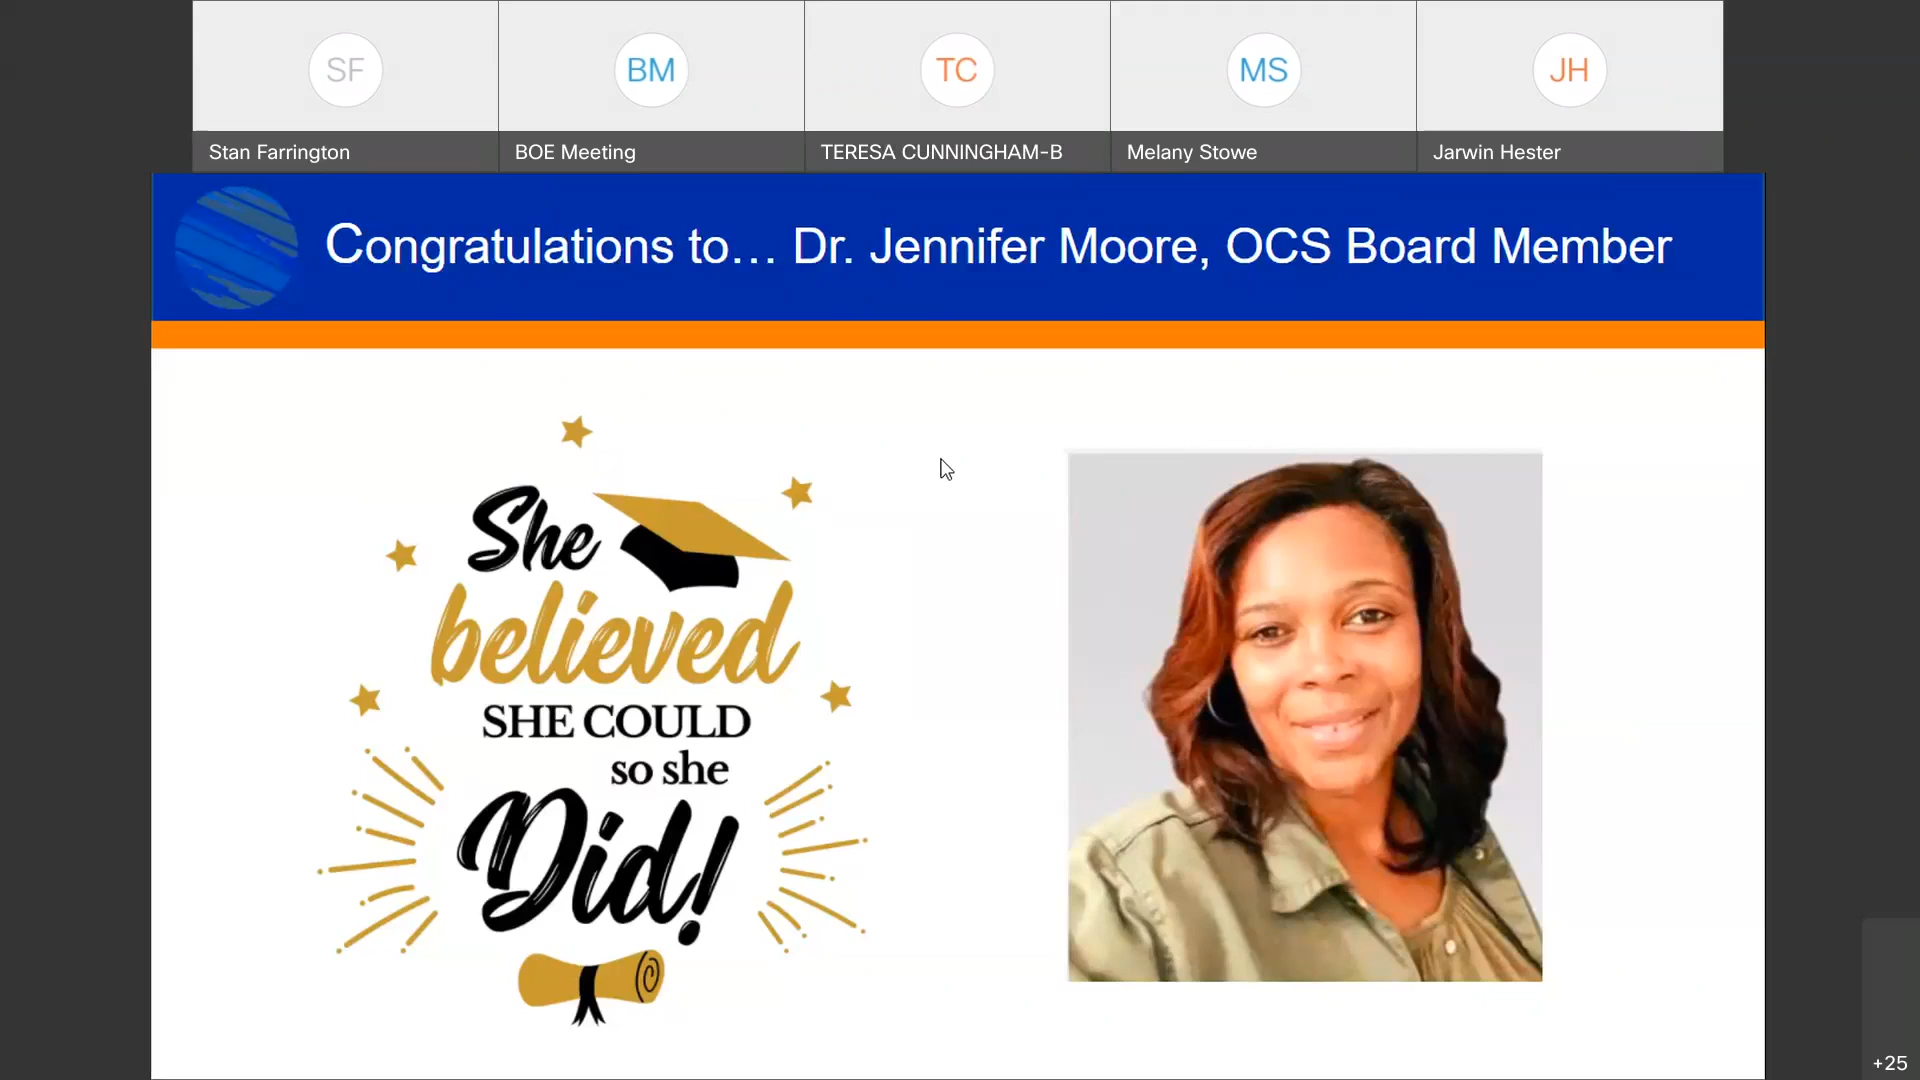 SF
BM
TC
MS
JH
Stan Farrington
BOE Meeting
TERESA CUNNINGHAM-B
Melany Stowe
Jarwin Hester
Congratulations to... Dr. Jennifer Moore, OCS Board Member
She
believed
SHE COULD
so she
Did!
+25